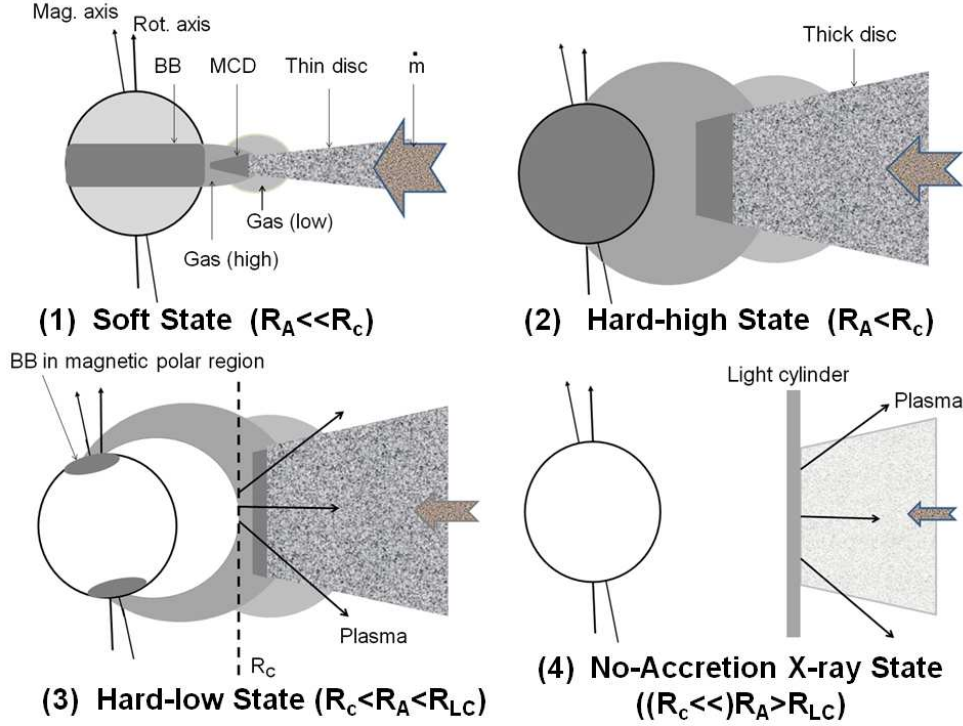 Mag. axis
Rot. axis
BB
MCD
Thin disc
ṁ
Gas (low)
Gas (high)
(1) Soft State (R_A<<R_c)
Thick disc
(2) Hard-high State (R_A<R_c)
BB in magnetic polar region
Plasma
R_c
(3) Hard-low State (R_c<R_A<R_LC)
Light cylinder
Plasma
(4) No-Accretion X-ray State
((R_c<<)R_A>R_LC)